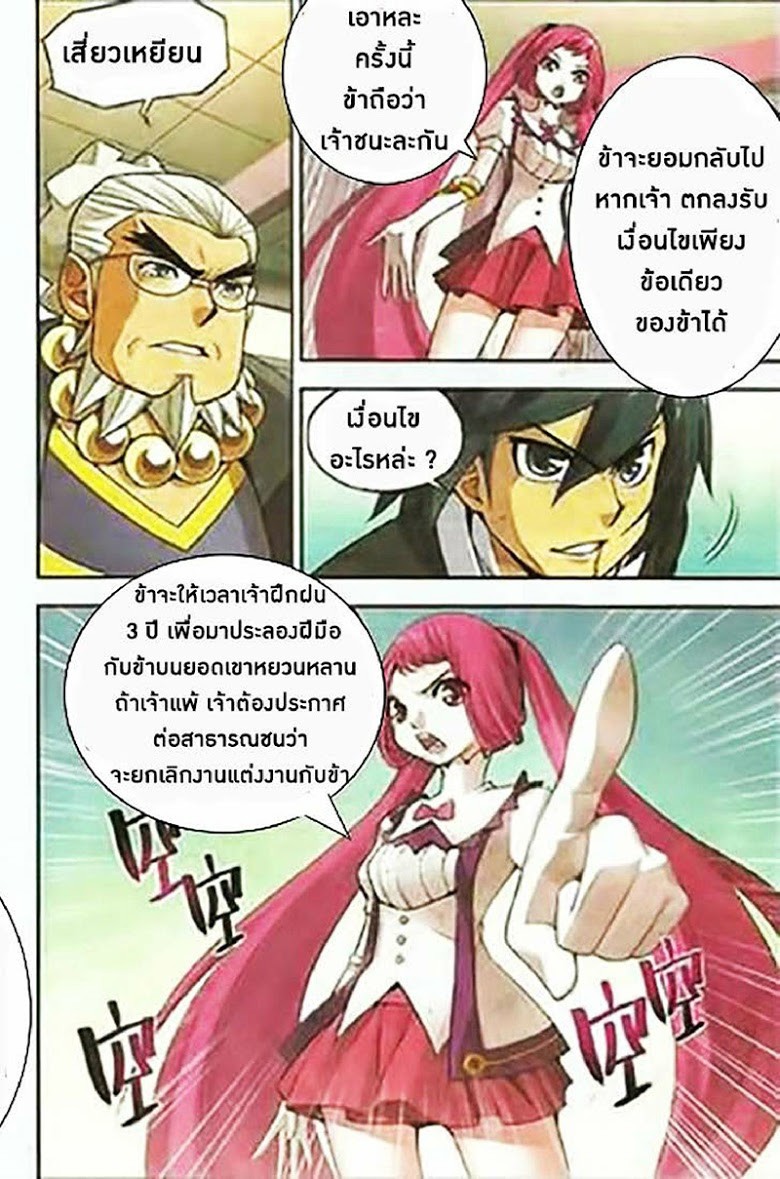 เสี่ยวเหยียน
เอาหละ
ครั้งนี้
ข้าถือว่า
เจ้าชนะละกัน
ข้าจะยอมกลับไป
หากเจ้า ตกลงรับ
เงื่อนไขเพียง
ข้อเดียว
ของข้าได้
เงื่อนไข
อะไรหล่ะ ?
ข้าจะให้เวลาเจ้าฝึกฝน
3 ปี เพื่อมาประลองฝีมือ
กับข้าบนยอดเขาหยวนหลาน
ถ้าเจ้าแพ้ เจ้าต้องประกาศ
ต่อสาธารณชนว่า
จะยกเลิกงานแต่งงานกับข้า
空
空
空
空
空